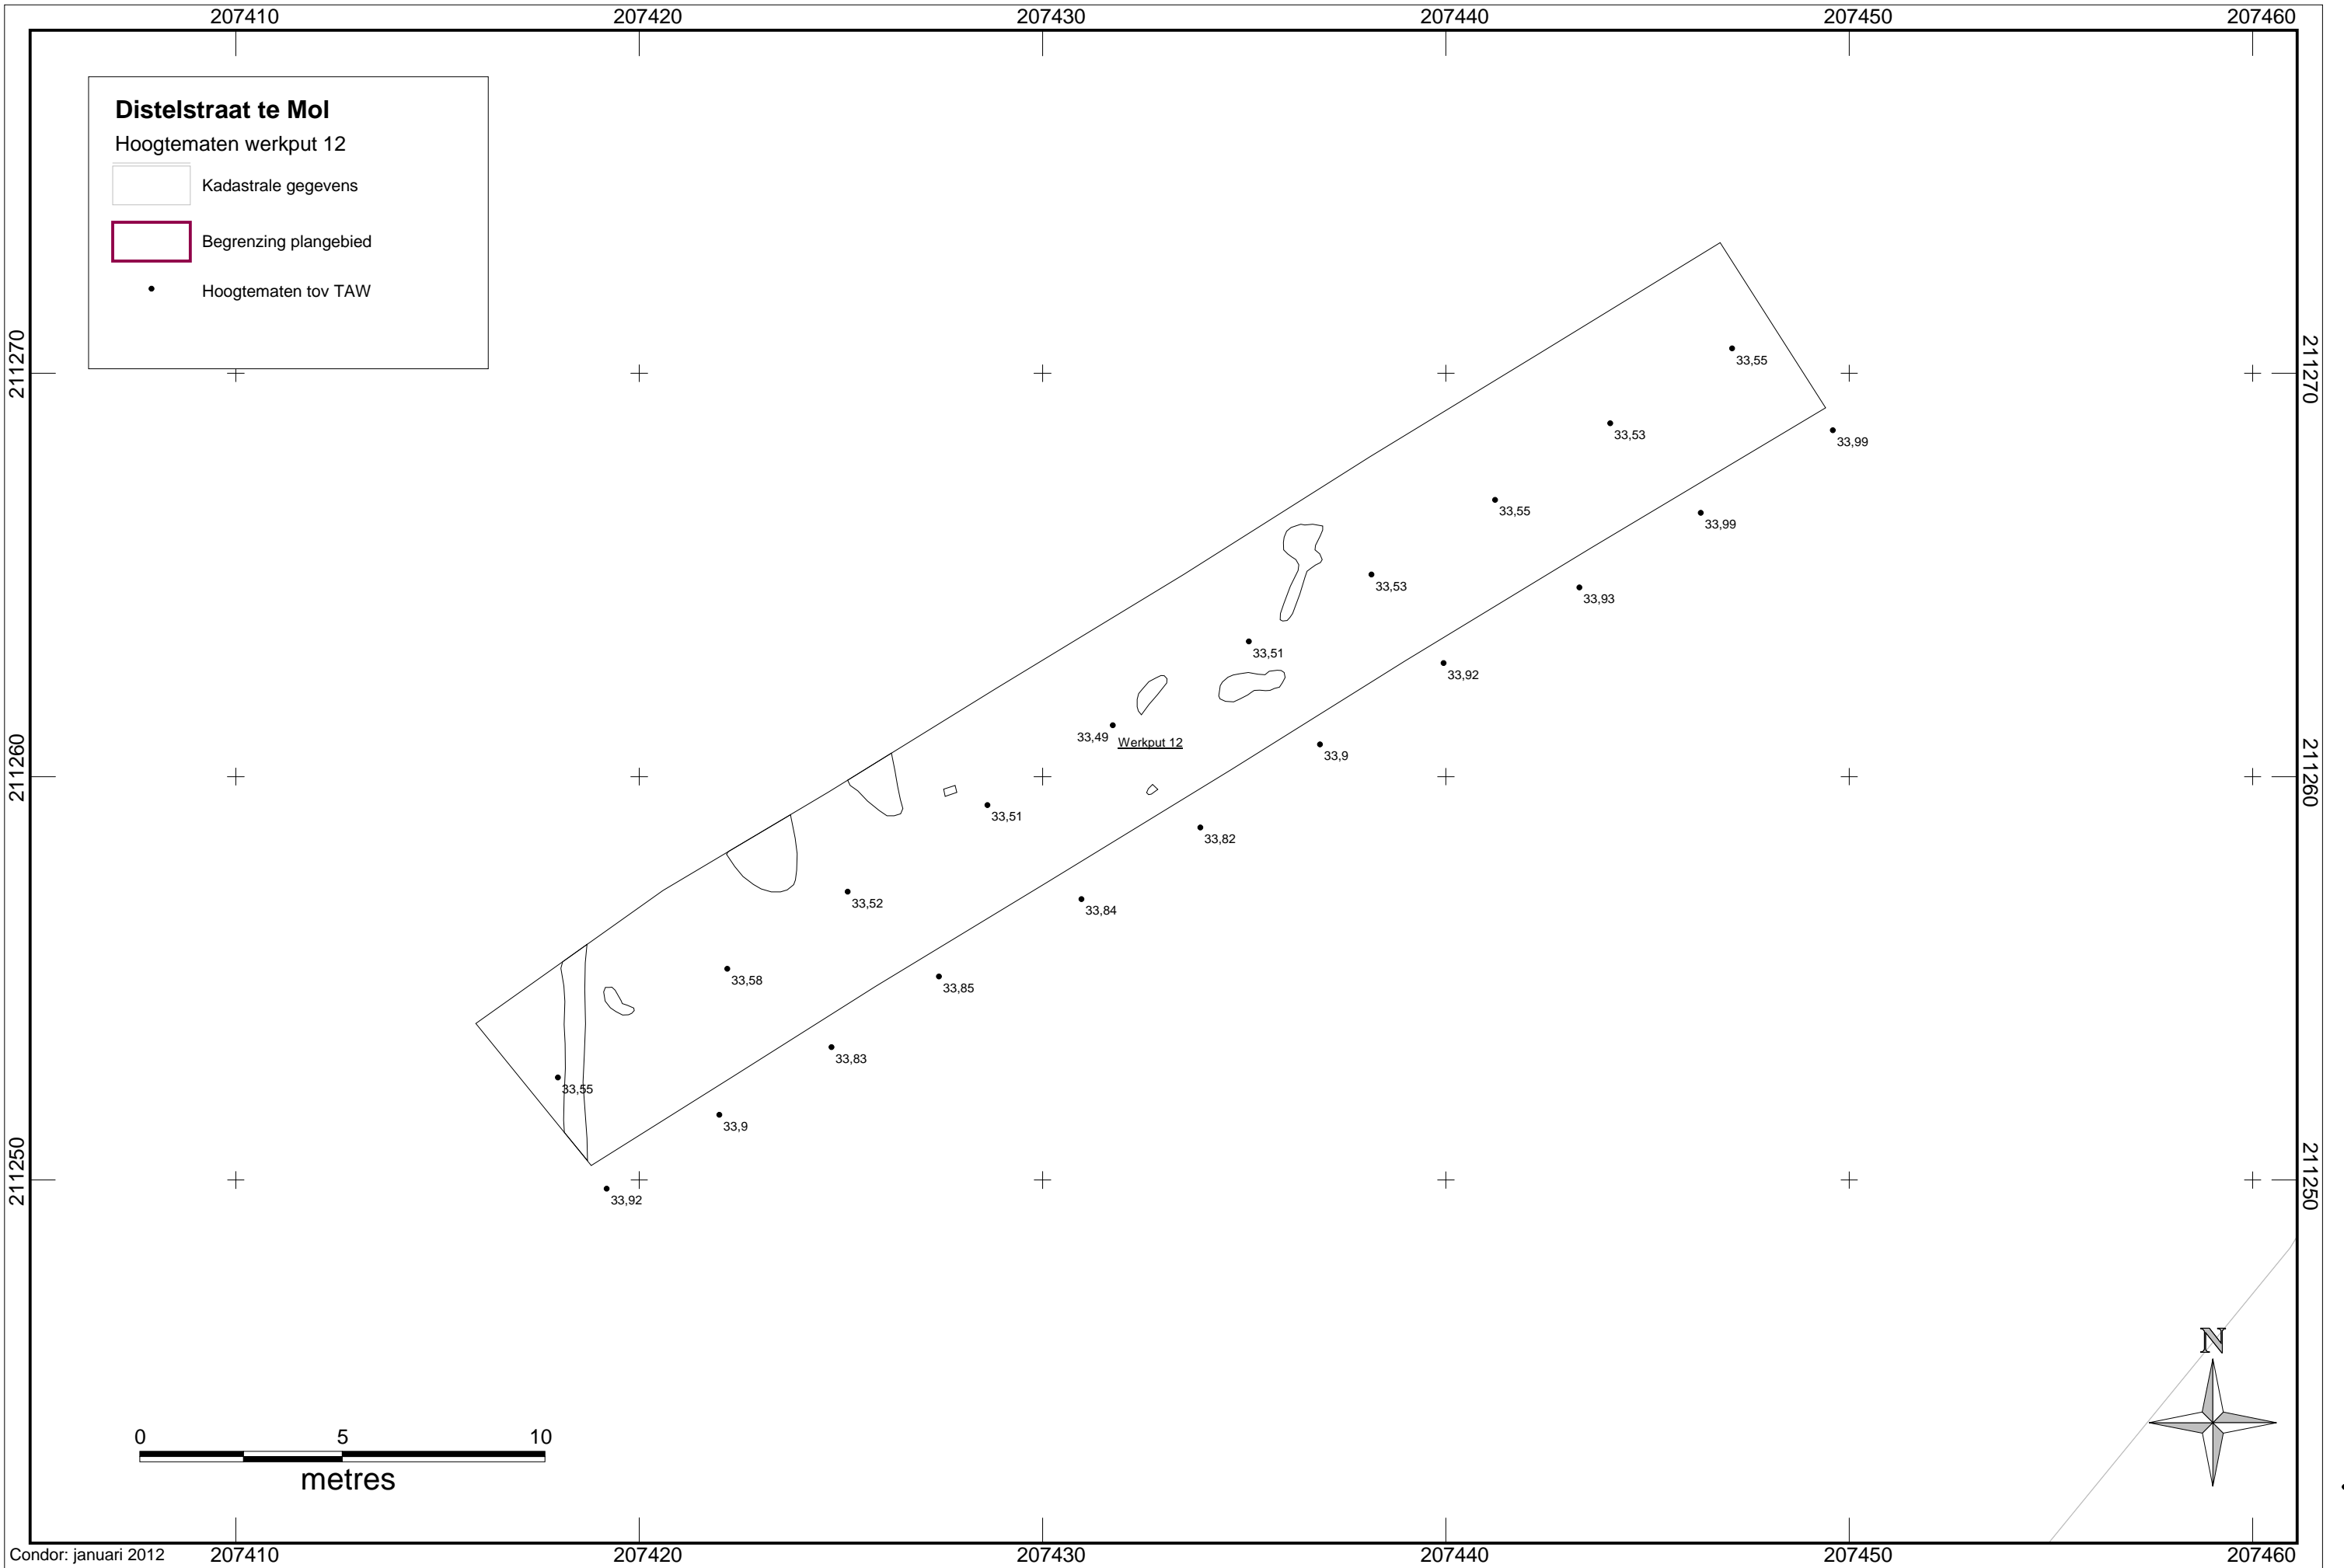 207410 207420 207430 207440 207450 207460
Distelstraat te Mol
Hoogtematen werkput 12
Kadastrale gegevens
Begrenzing plangebied
Hoogtematen tov TAW
211270 211270
33,55
33,53
33,99
33,55
33,99
33,53
33,93
33,51
33,92
33,49
Werkput 12
33,9
211260 211260
33,51
33,82
33,52
33,84
33,58
33,85
33,83
33,55
33,9
211250 211250
33,92
N
0 5 10
metres
Condor: januari 2012
207410 207420 207430 207440 207450 207460